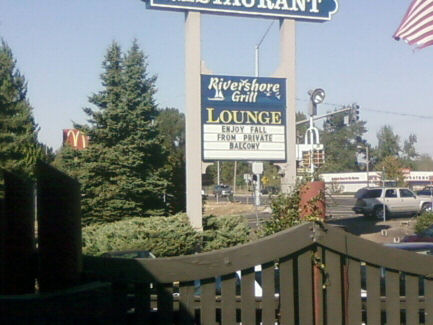 RESTAURANT
Rivershore
Grill
LOUNGE
ENJOY FALL
FROM PRIVATE
BALCONY